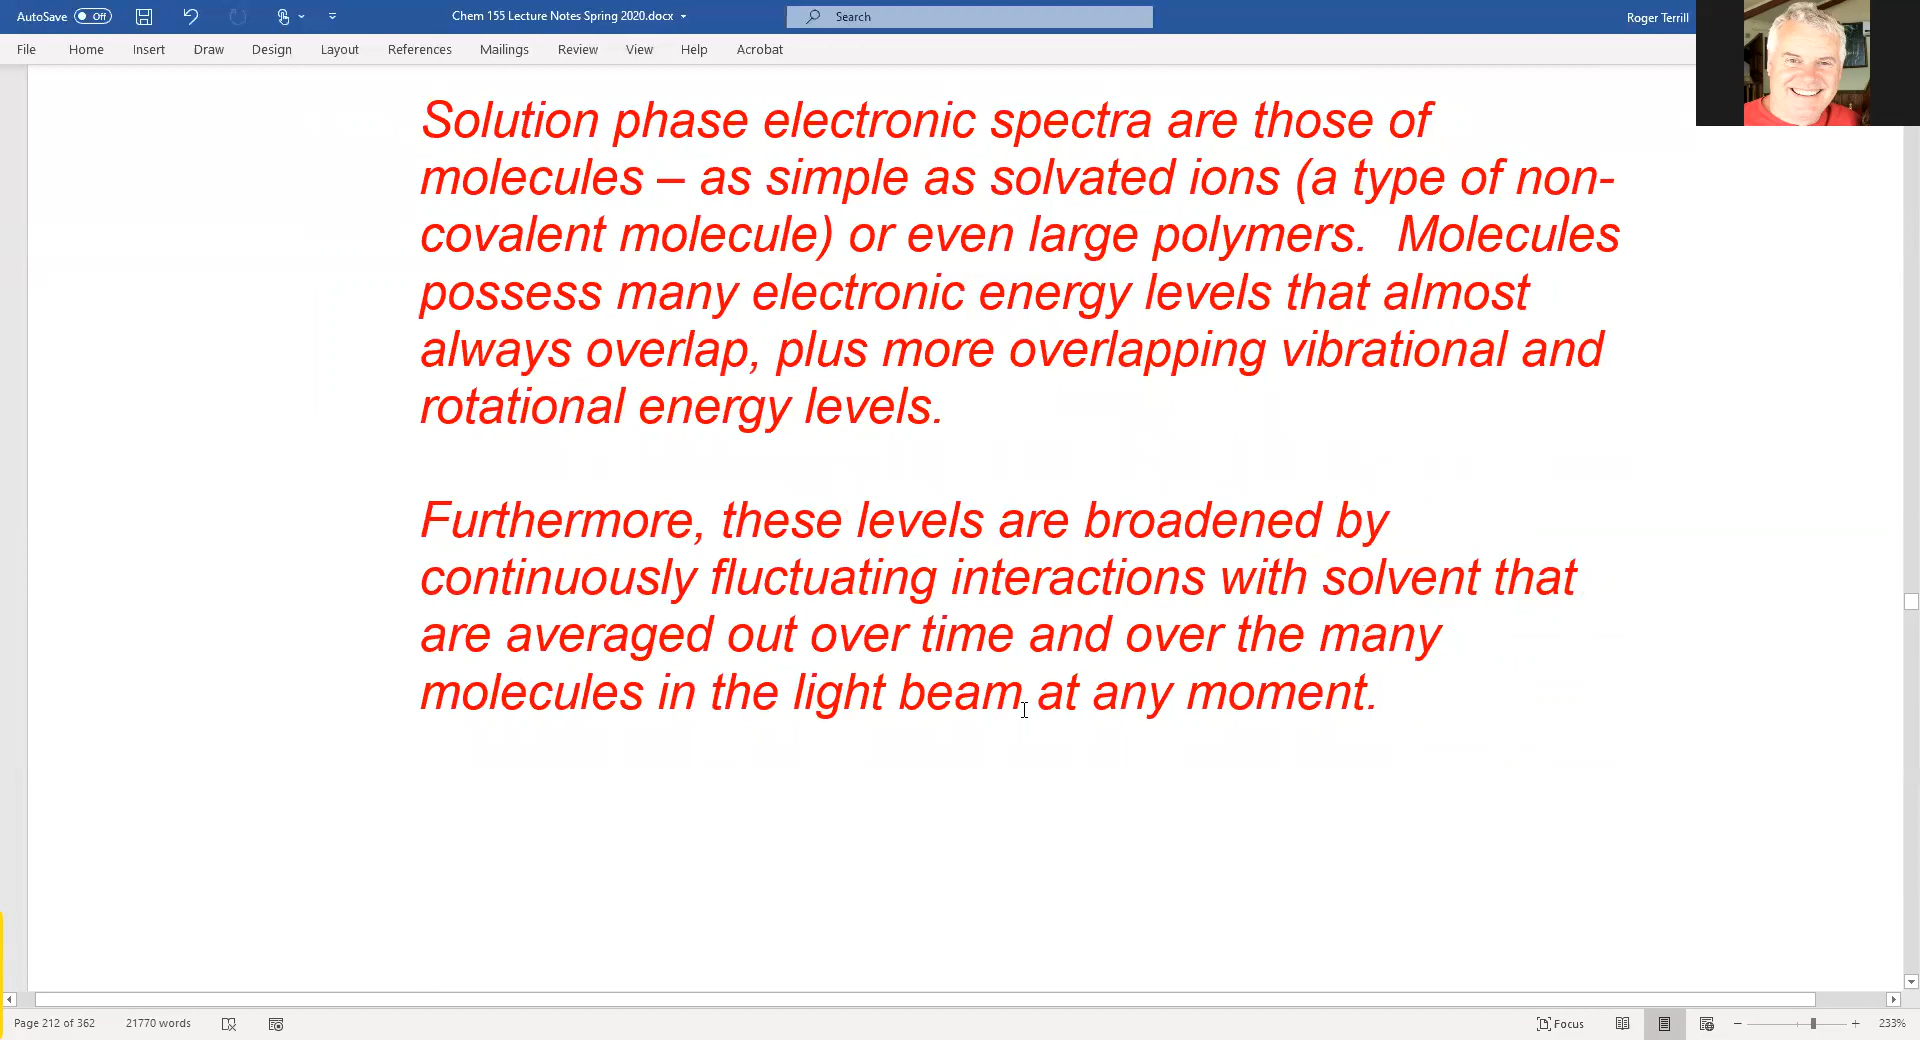 AutoSave Off Chem 155 Lecture Notes Spring 2020.docx Search Roger Terrill
File Home Insert Draw Design Layout References Mailings Review View Help Acrobat
Solution phase electronic spectra are those of
molecules – as simple as solvated ions (a type of non-
covalent molecule) or even large polymers.  Molecules
possess many electronic energy levels that almost
always overlap, plus more overlapping vibrational and
rotational energy levels.
Furthermore, these levels are broadened by
continuously fluctuating interactions with solvent that
are averaged out over time and over the many
molecules in the light beam at any moment.
Page 212 of 362 21770 words Focus 233%